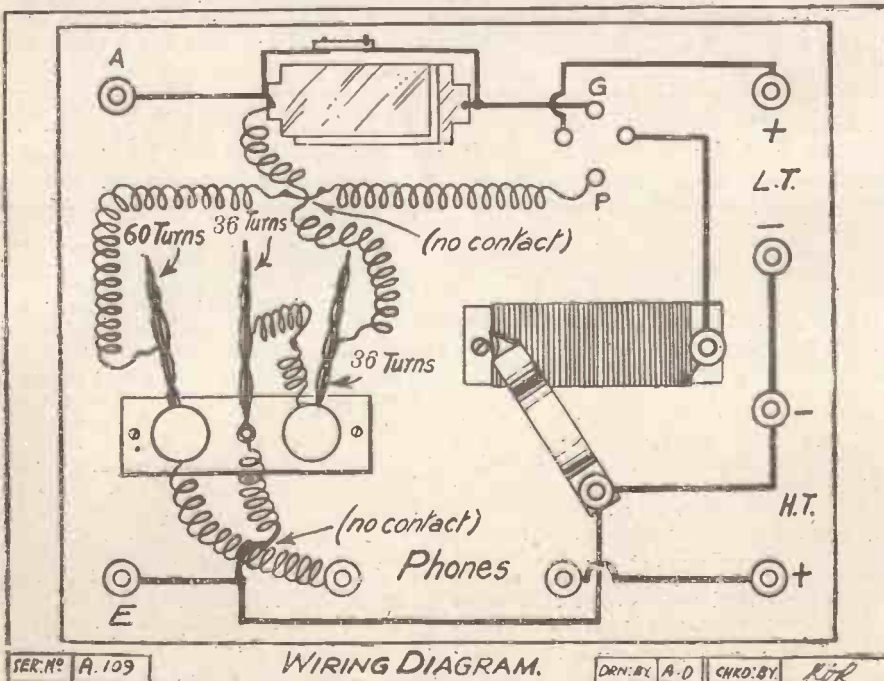 A
G
+
P
L.T.
60 Turns
36 Turns
(no contact)
−
36 Turns
−
H.T.
(no contact)
Phones
+
E
SER: No A.109
WIRING DIAGRAM.
DRN: BY. A.D CHKD: BY.